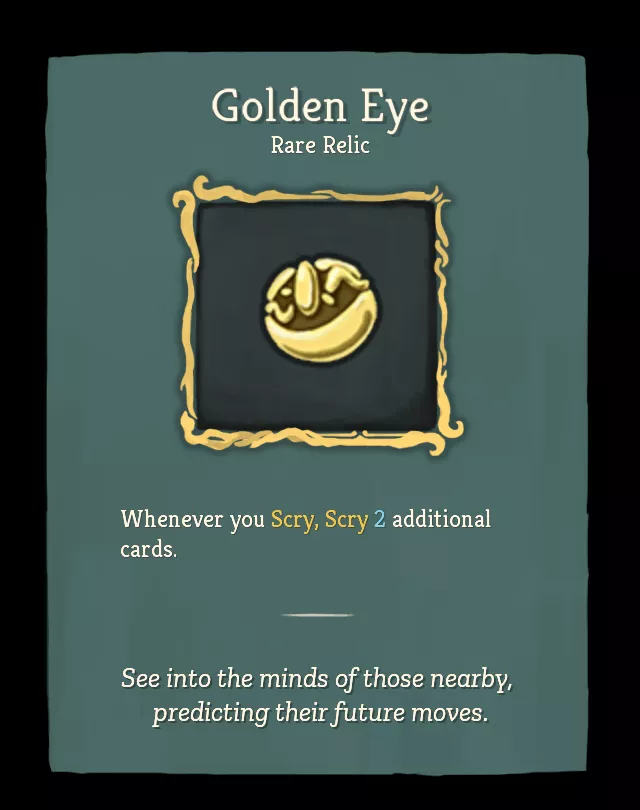 Golden Eye
Rare Relic
Whenever you Scry, Scry 2 additional
cards.
See into the minds of those nearby,
predicting their future moves.